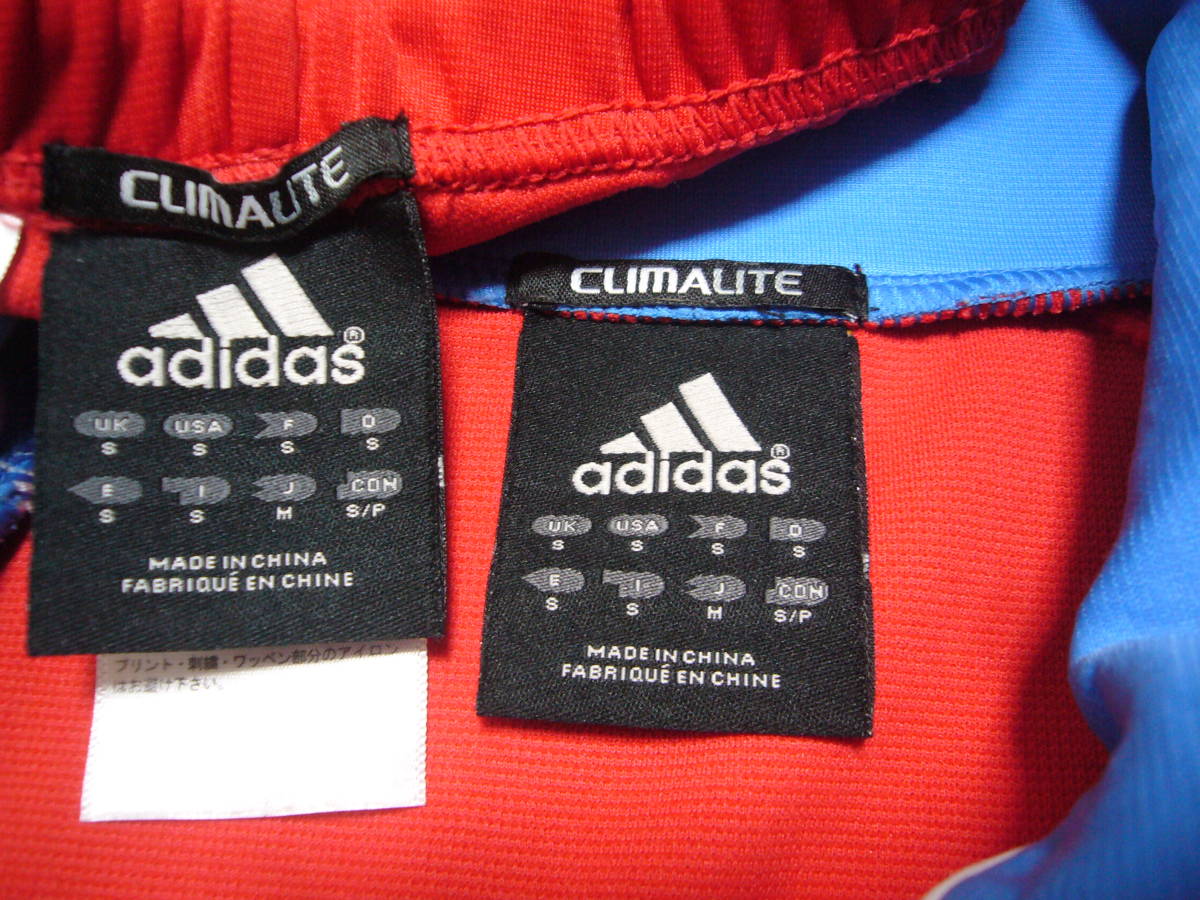 CLIMALITE
adidas®
UK USA F D
S S S S
E I J CDN
S S M S/P
MADE IN CHINA
FABRIQUÉ EN CHINE
プリント・刺繍・ワッペン部分のアイロン
はお避け下さい。
CLIMALITE
adidas®
UK USA F D
S S S S
E I J CDN
S S M S/P
MADE IN CHINA
FABRIQUÉ EN CHINE